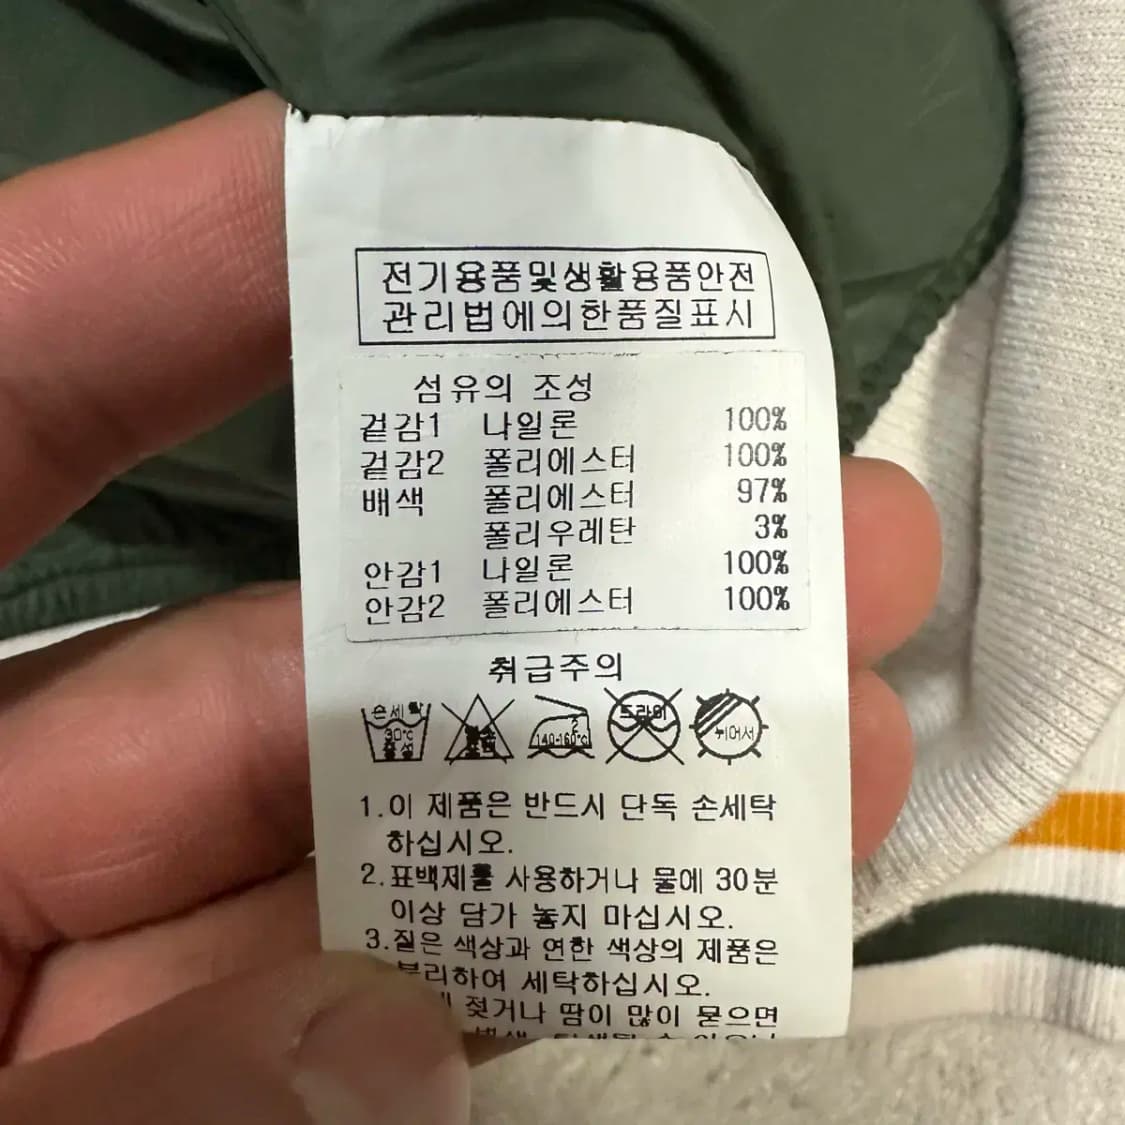 전기용품및생활용품안전
관리법에의한품질표시
섬유의 조성
겉감1 나일론 100%
겉감2 폴리에스터 100%
배색 폴리에스터 97%
폴리우레탄 3%
안감1 나일론 100%
안감2 폴리에스터 100%
취급주의
손세탁 30℃ 중성
염소 표백
2 140-160℃
드라이
뉘어서
1.이 제품은 반드시 단독 손세탁
하십시오.
2.표백제를 사용하거나 물에 30분
이상 담가 놓지 마십시오.
3.짙은 색상과 연한 색상의 제품은
분리하여 세탁하십시오.
젖거나 땀이 많이 묻으면